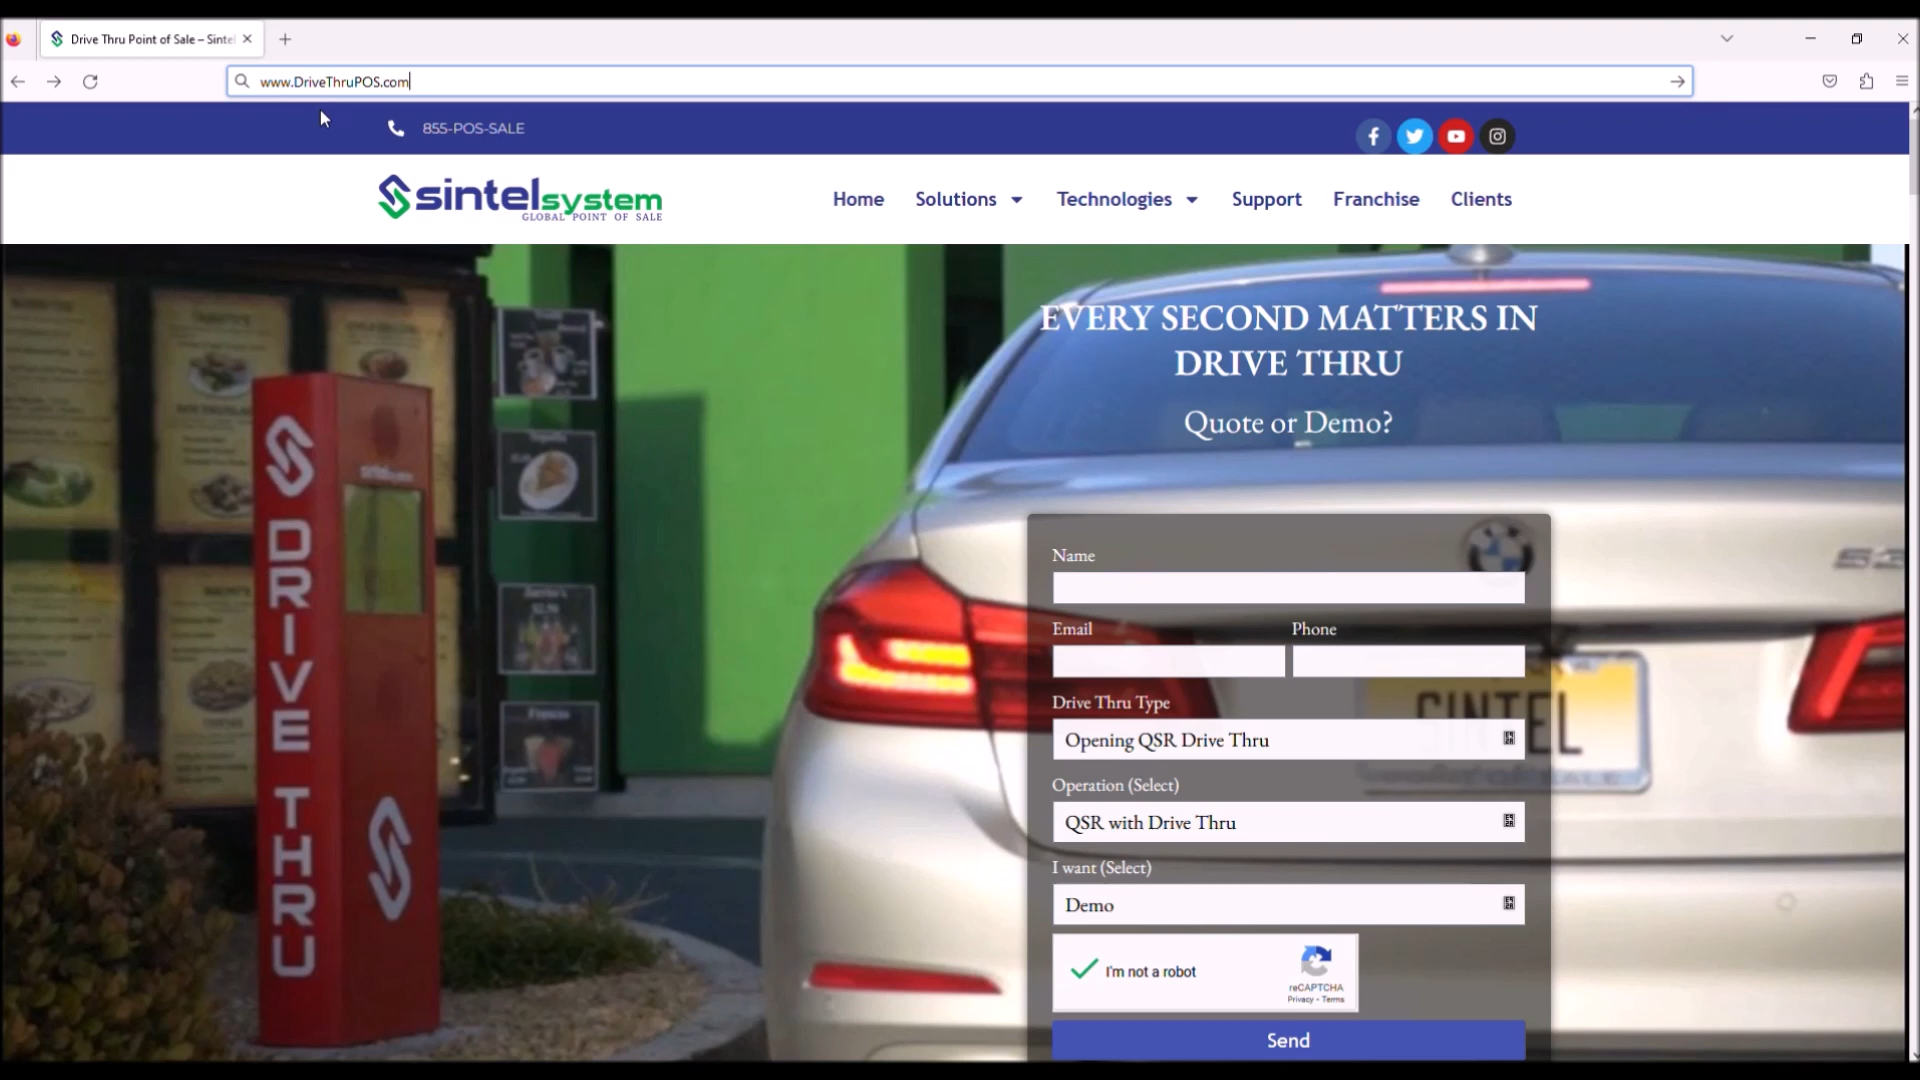 Drive Thru Point of Sale – Sinte
www.DriveThruPOS.com
855-POS-SALE
sintelsystem
GLOBAL POINT OF SALE
Home Solutions Technologies Support Franchise Clients
EVERY SECOND MATTERS IN
DRIVE THRU
Quote or Demo?
DRIVE THRU
Name
Email Phone
Drive Thru Type
Opening QSR Drive Thru
Operation (Select)
QSR with Drive Thru
I want (Select)
Demo
I'm not a robot
reCAPTCHA
Privacy - Terms
Send
SINTEL